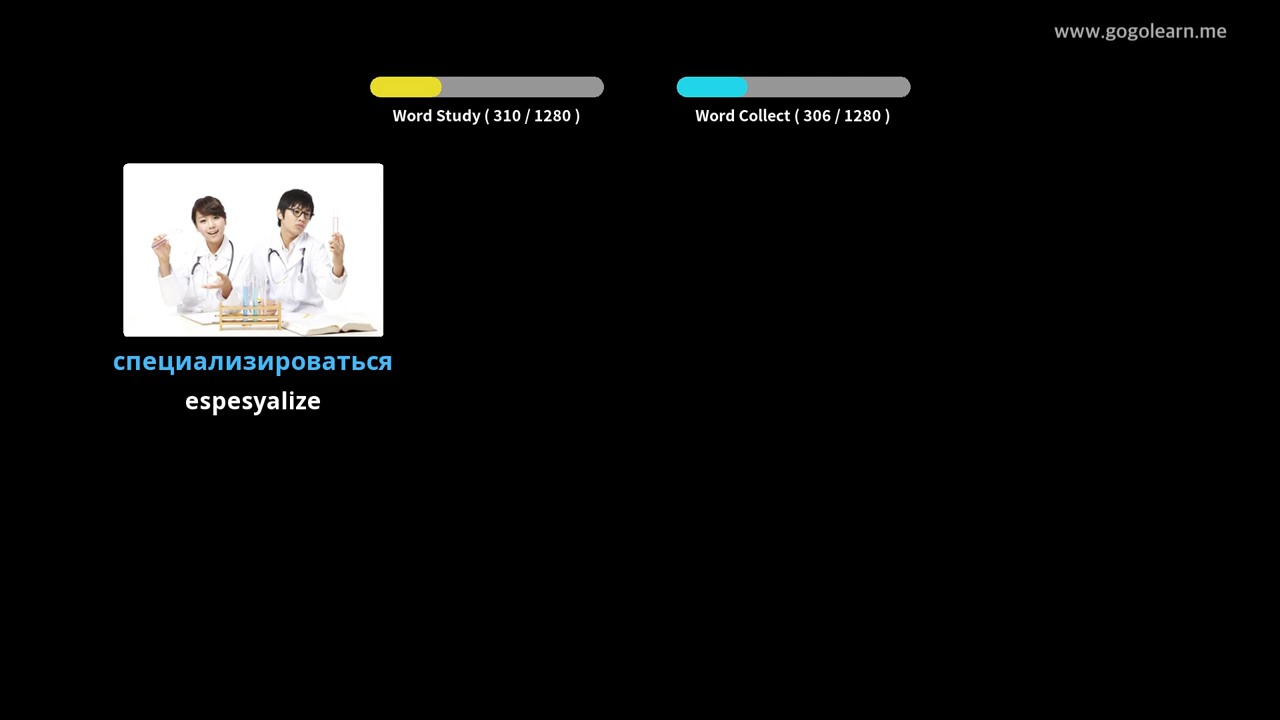 www.gogolearn.me
Word Study ( 310 / 1280 )
Word Collect ( 306 / 1280 )
специализироваться
espesyalize